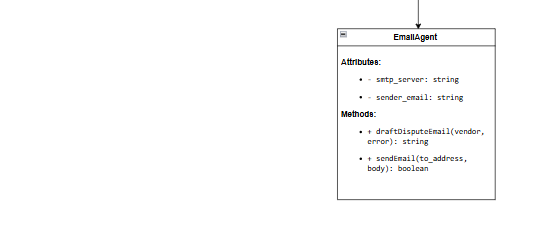 EmailAgent
Attributes:
• - smtp_server: string
• - sender_email: string
Methods:
• + draftDisputeEmail(vendor,
error): string
• + sendEmail(to_address,
body): boolean